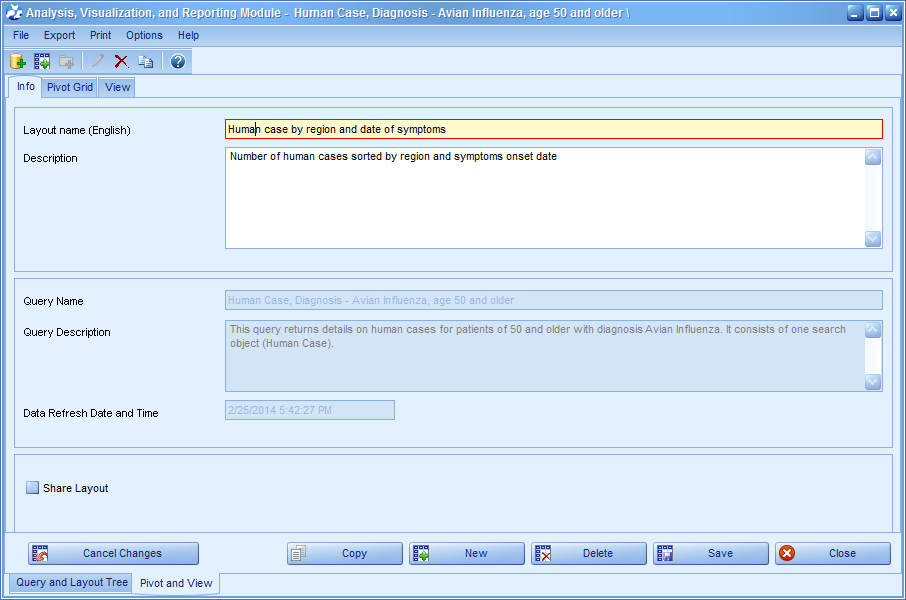 Analysis, Visualization, and Reporting Module - Human Case, Diagnosis - Avian Influenza, age 50 and older \
File Export Print Options Help
Info Pivot Grid View
Layout name (English) Human case by region and date of symptoms
Description Number of human cases sorted by region and symptoms onset date
Query Name Human Case, Diagnosis - Avian Influenza, age 50 and older
Query Description This query returns details on human cases for patients of 50 and older with diagnosis Avian Influenza. It consists of one search
object (Human Case).
Data Refresh Date and Time 2/25/2014 5:42:27 PM
Share Layout
Cancel Changes Copy New Delete Save Close
Query and Layout Tree Pivot and View